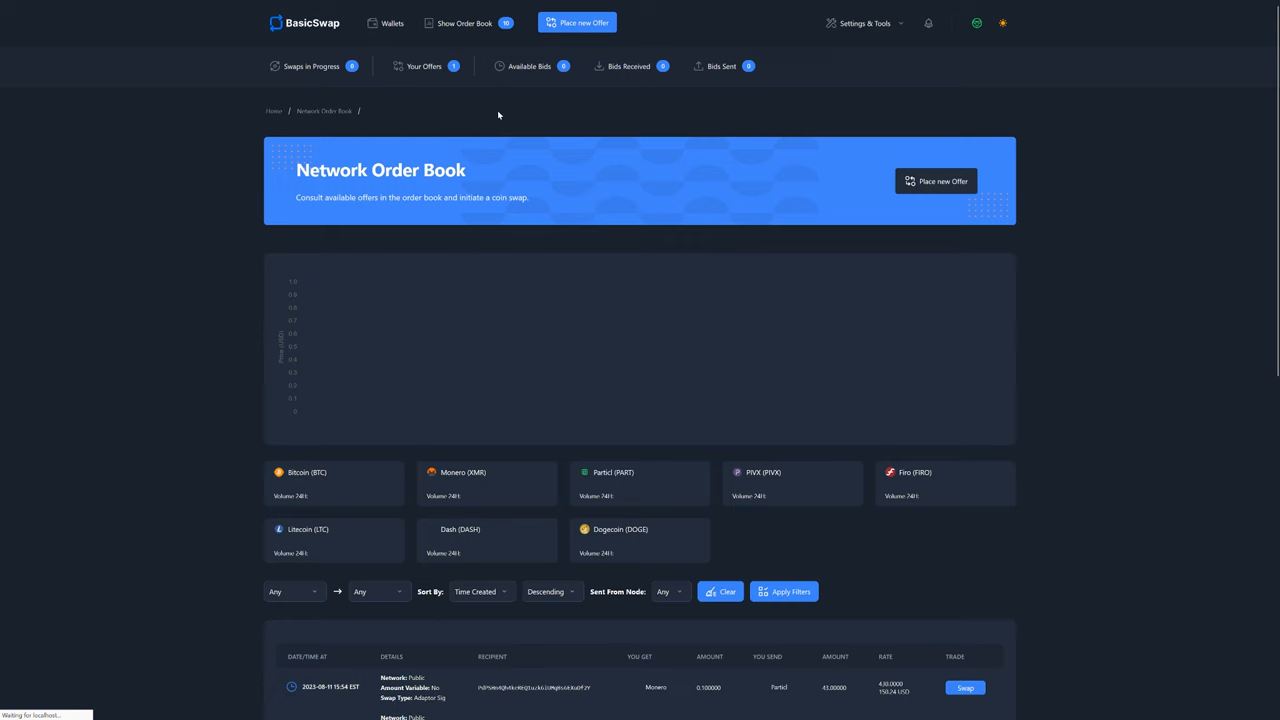 BasicSwap Wallets Show Order Book 10 Place new Offer Settings & Tools
Swaps in Progress 0 Your Offers 1 Available Bids 0 Bids Received 0 Bids Sent 0
Home / Network Order Book /
Network Order Book
Consult available offers in the order book and initiate a coin swap.
Place new Offer
1.0
0.9
0.8
0.7
0.6
0.5
0.4
0.3
0.2
0.1
0
Price (USD)
Bitcoin (BTC) Monero (XMR) Particl (PART) PIVX (PIVX) Firo (FIRO)
Volume 24H: Volume 24H: Volume 24H: Volume 24H: Volume 24H:
Litecoin (LTC) Dash (DASH) Dogecoin (DOGE)
Volume 24H: Volume 24H: Volume 24H:
Any → Any Sort By: Time Created Descending Sent From Node: Any Clear Apply Filters
DATE/TIME AT DETAILS RECIPIENT YOU GET AMOUNT YOU SEND AMOUNT RATE TRADE
Network: Public
2023-08-11 15:54 EST Amount Variable: No Monero 0.100000 Particl 43.00000 430.0000 Swap
150.24 USD
Swap Type: Adaptor Sig
Network: Public
Waiting for localhost...